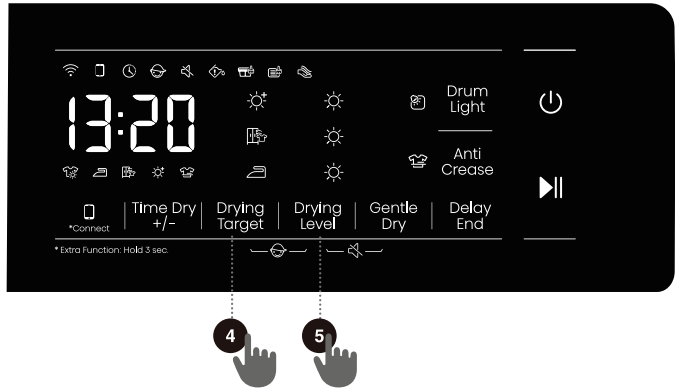 13:20
Drum
Light
Anti
Crease
*Connect
Time Dry
+/-
Drying
Target
Drying
Level
Gentle
Dry
Delay
End
* Extra Function: Hold 3 sec.
4
5